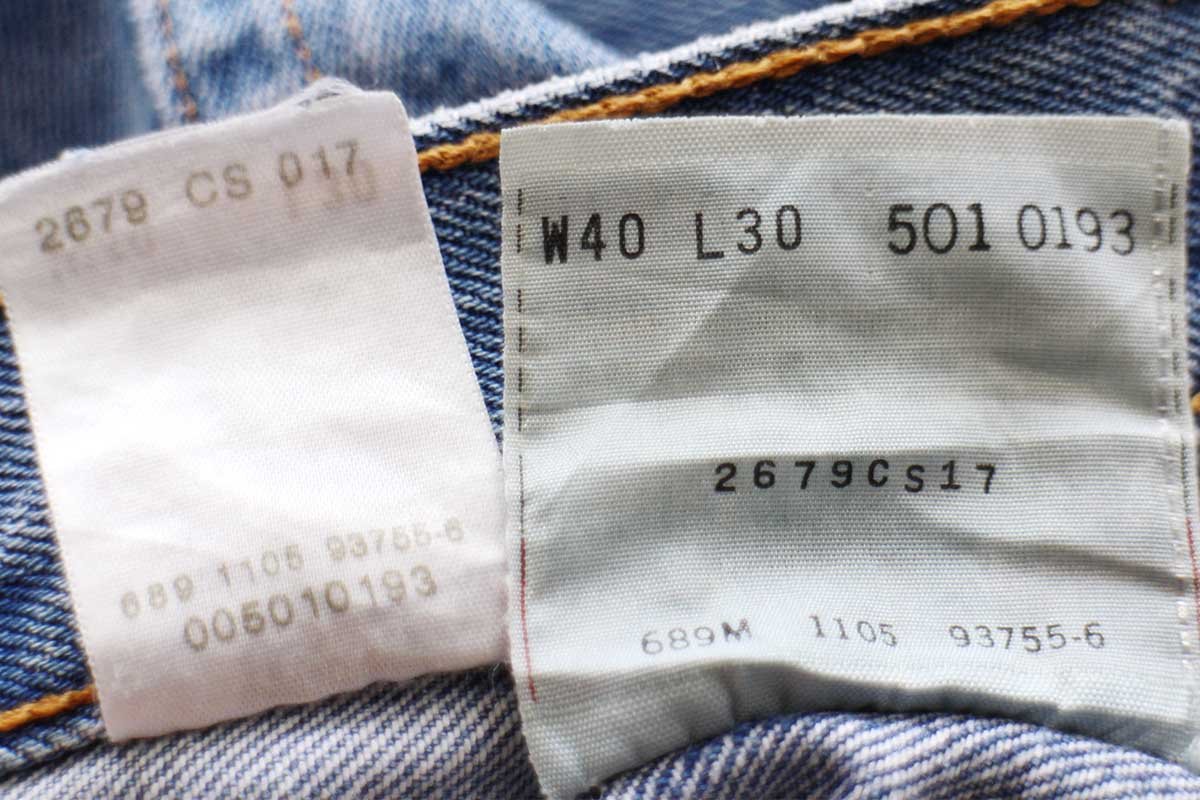 2679 CS 017
689 1105 93755-6
005010193
W40 L30 501 0193
2679CS17
689M 1105 93755-6